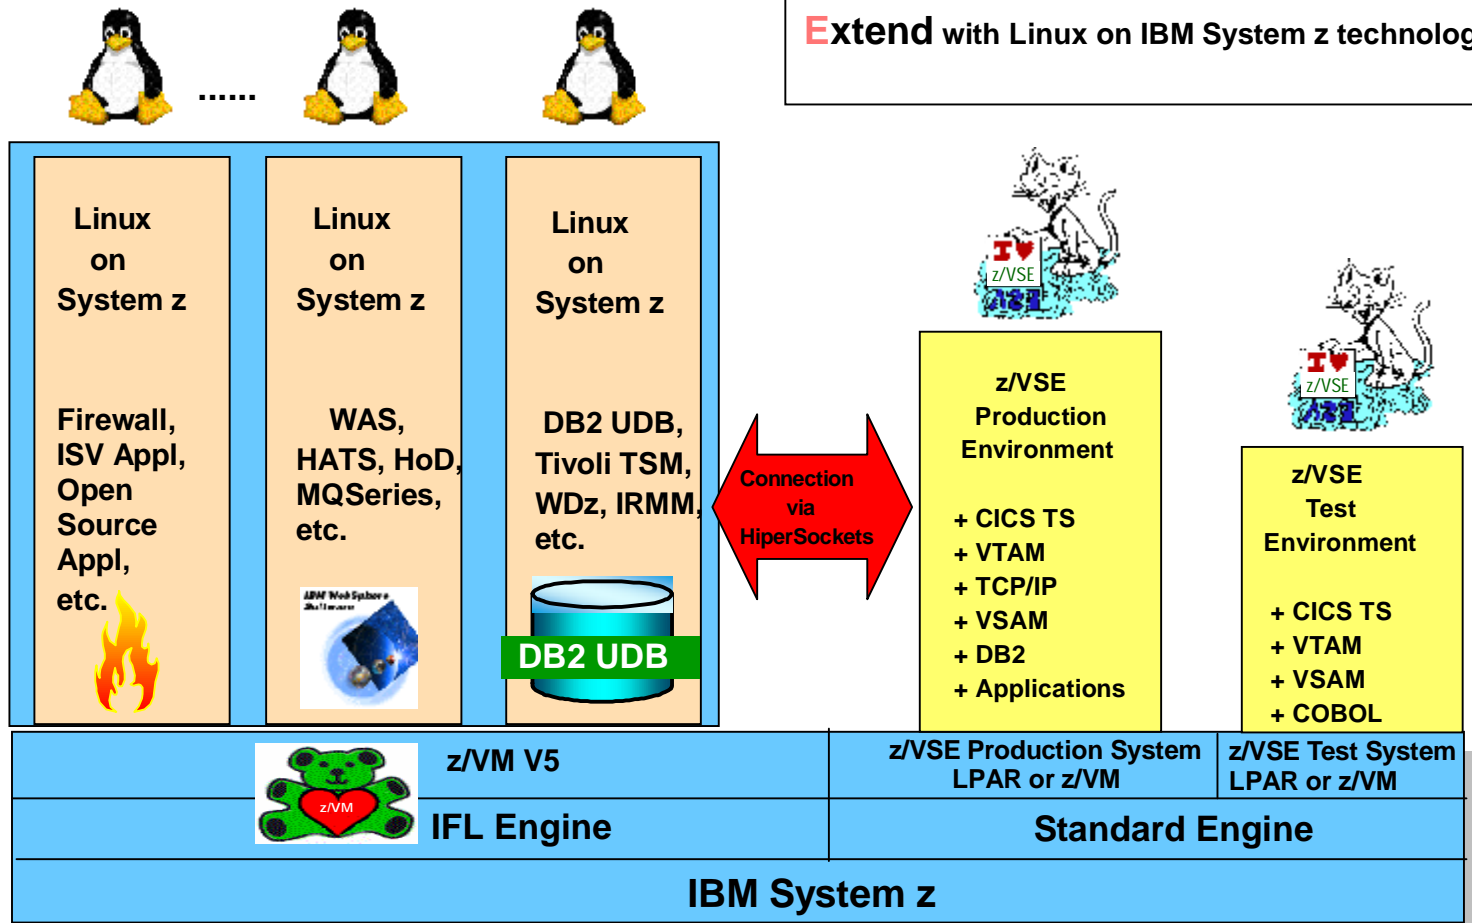 Extend with Linux on IBM System z technolog
......
Linux
on
System z
Firewall,
ISV Appl,
Open
Source
Appl,
etc.
Linux
on
System z
WAS,
HATS, HoD,
MQSeries,
etc.
IBM WebSphere
Software
Linux
on
System z
DB2 UDB,
Tivoli TSM,
WDz, IRMM,
etc.
DB2 UDB
Connection
via
HiperSockets
I
z/VSE
z/VSE
Production
Environment
+ CICS TS
+ VTAM
+ TCP/IP
+ VSAM
+ DB2
+ Applications
I
z/VSE
z/VSE
Test
Environment
+ CICS TS
+ VTAM
+ VSAM
+ COBOL
z/VM
z/VM V5
z/VSE Production System
LPAR or z/VM
z/VSE Test System
LPAR or z/VM
IFL Engine
Standard Engine
IBM System z